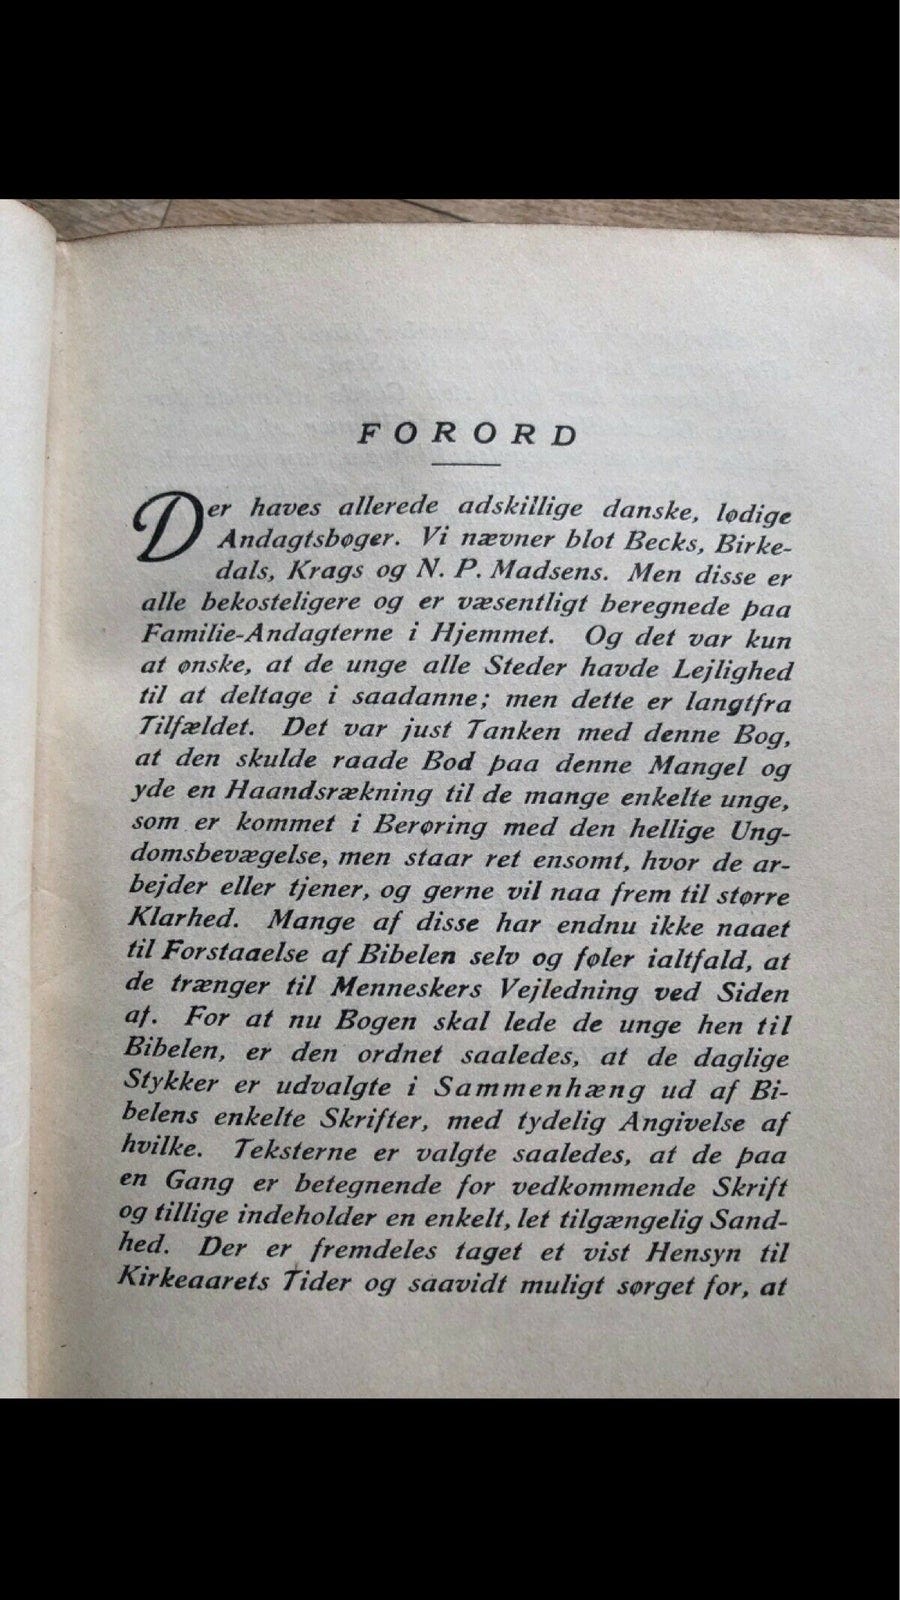 FORORD
Der haves allerede adskillige danske, lødige
Andagtsbøger. Vi nævner blot Becks, Birke-
dals, Krags og N. P. Madsens. Men disse er
alle bekosteligere og er væsentligt beregnede paa
Familie-Andagterne i Hjemmet. Og det var kun
at ønske, at de unge alle Steder havde Lejlighed
til at deltage i saadanne; men dette er langtfra
Tilfældet. Det var just Tanken med denne Bog,
at den skulde raade Bod paa denne Mangel og
yde en Haandsrækning til de mange enkelte unge,
som er kommet i Berøring med den hellige Ung-
domsbevægelse, men staar ret ensomt, hvor de ar-
bejder eller tjener, og gerne vil naa frem til større
Klarhed. Mange af disse har endnu ikke naaet
til Forstaaelse af Bibelen selv og føler ialtfald, at
de trænger til Menneskers Vejledning ved Siden
af. For at nu Bogen skal lede de unge hen til
Bibelen, er den ordnet saaledes, at de daglige
Stykker er udvalgte i Sammenhæng ud af Bi-
belens enkelte Skrifter, med tydelig Angivelse af
hvilke. Teksterne er valgte saaledes, at de paa
en Gang er betegnende for vedkommende Skrift
og tillige indeholder en enkelt, let tilgængelig Sand-
hed. Der er fremdeles taget et vist Hensyn til
Kirkeaarets Tider og saavidt muligt sørget for, at